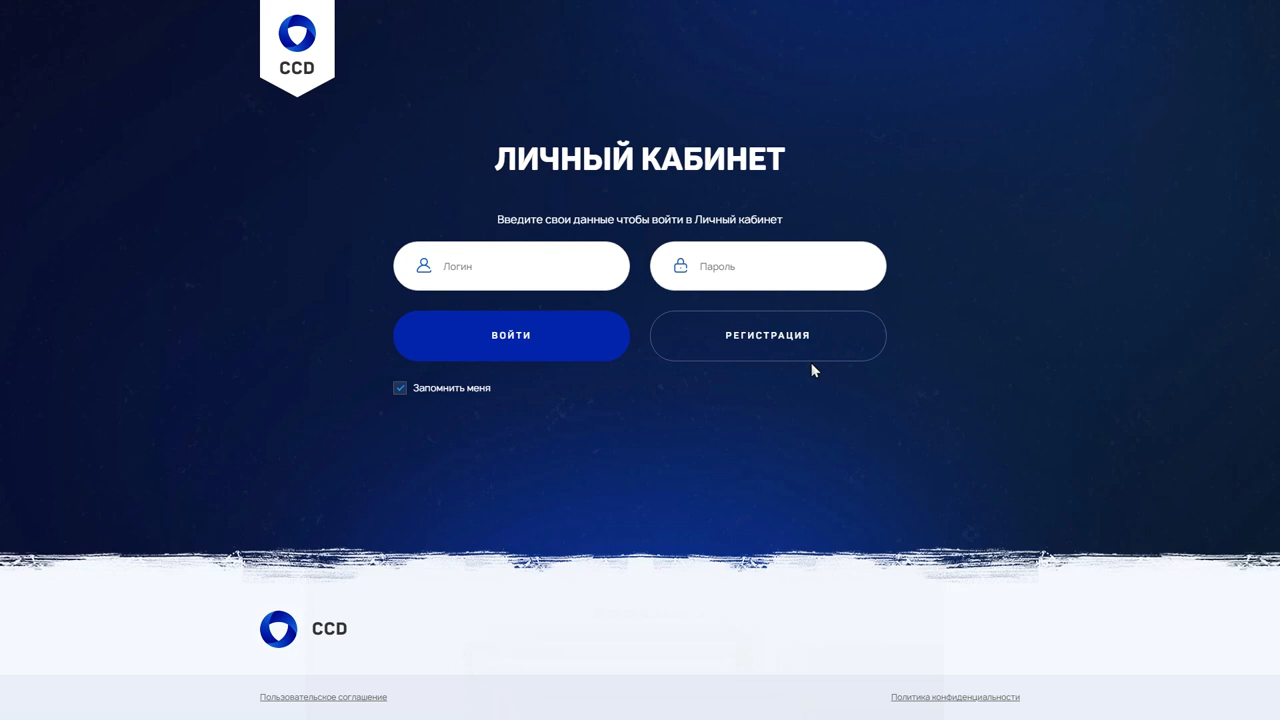 CCD
ЛИЧНЫЙ КАБИНЕТ
Введите свои данные чтобы войти в Личный кабинет
Логин
Пароль
ВОЙТИ
РЕГИСТРАЦИЯ
Запомнить меня
CCD
Пользовательское соглашение
Политика конфиденциальности